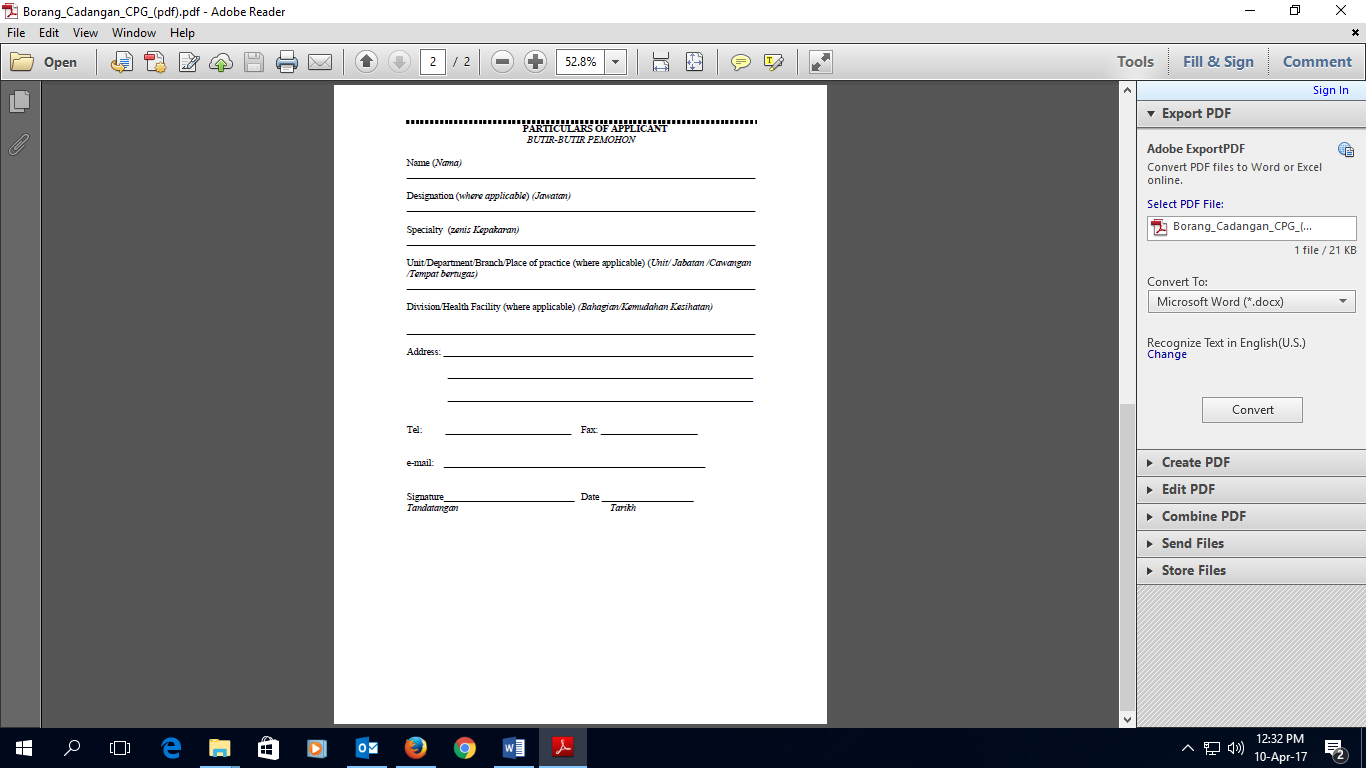 Borang_Cadangan_CPG_(pdf).pdf - Adobe Reader
File Edit View Window Help
Open 2 / 2 52.8% Tools Fill & Sign Comment
Sign In
PARTICULARS OF APPLICANT
BUTIR-BUTIR PEMOHON
Name (Nama)
Designation (where applicable) (Jawatan)
Specialty (zenis Kepakaran)
Unit/Department/Branch/Place of practice (where applicable) (Unit/ Jabatan /Cawangan
/Tempat bertugas)
Division/Health Facility (where applicable) (Bahagian/Kemudahan Kesihatan)
Address:
Tel: Fax:
e-mail:
Signature Date
Tandatangan Tarikh
Export PDF
Adobe ExportPDF
Convert PDF files to Word or Excel
online.
Select PDF File:
Borang_Cadangan_CPG_(...
1 file / 21 KB
Convert To:
Microsoft Word (*.docx)
Recognize Text in English(U.S.)
Change
Convert
Create PDF
Edit PDF
Combine PDF
Send Files
Store Files
12:32 PM
10-Apr-17
2